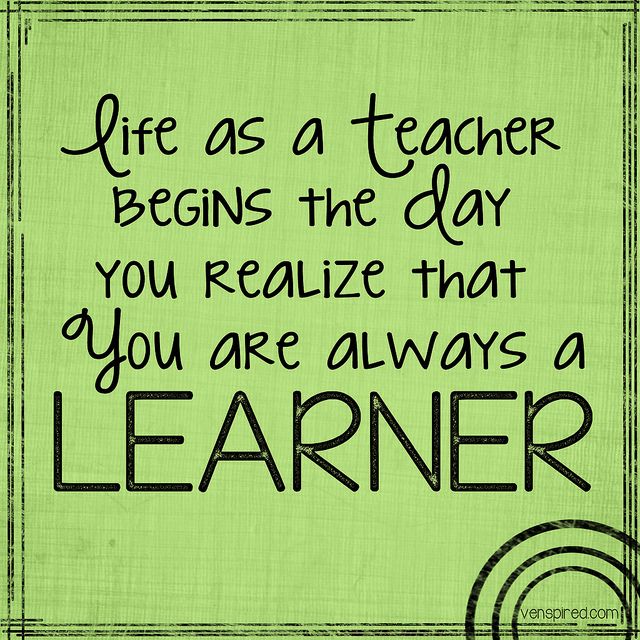 Life as a Teacher
Begins the day
you realize that
You are always a
LEARNER
venspired.com